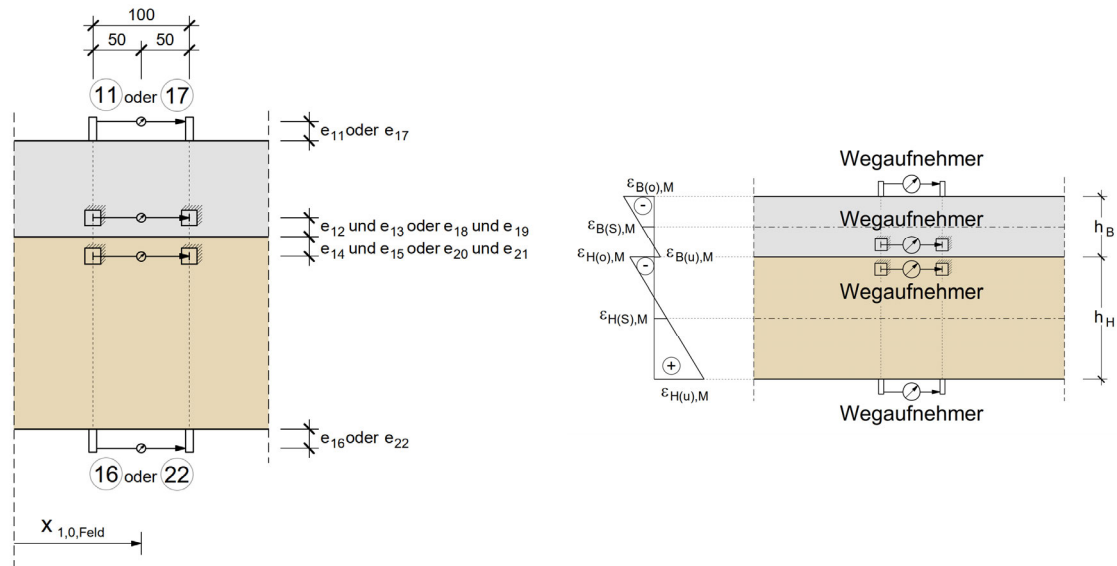 100
50 50
11 oder 17
e11 oder e17
e12 und e13 oder e18 und e19
e14 und e15 oder e20 und e21
e16 oder e22
16 oder 22
x 1,0,Feld
Wegaufnehmer
εB(o),M
-
εB(S),M
Wegaufnehmer
hB
εH(o),M
εB(u),M
-
Wegaufnehmer
εH(S),M
hH
+
εH(u),M
Wegaufnehmer